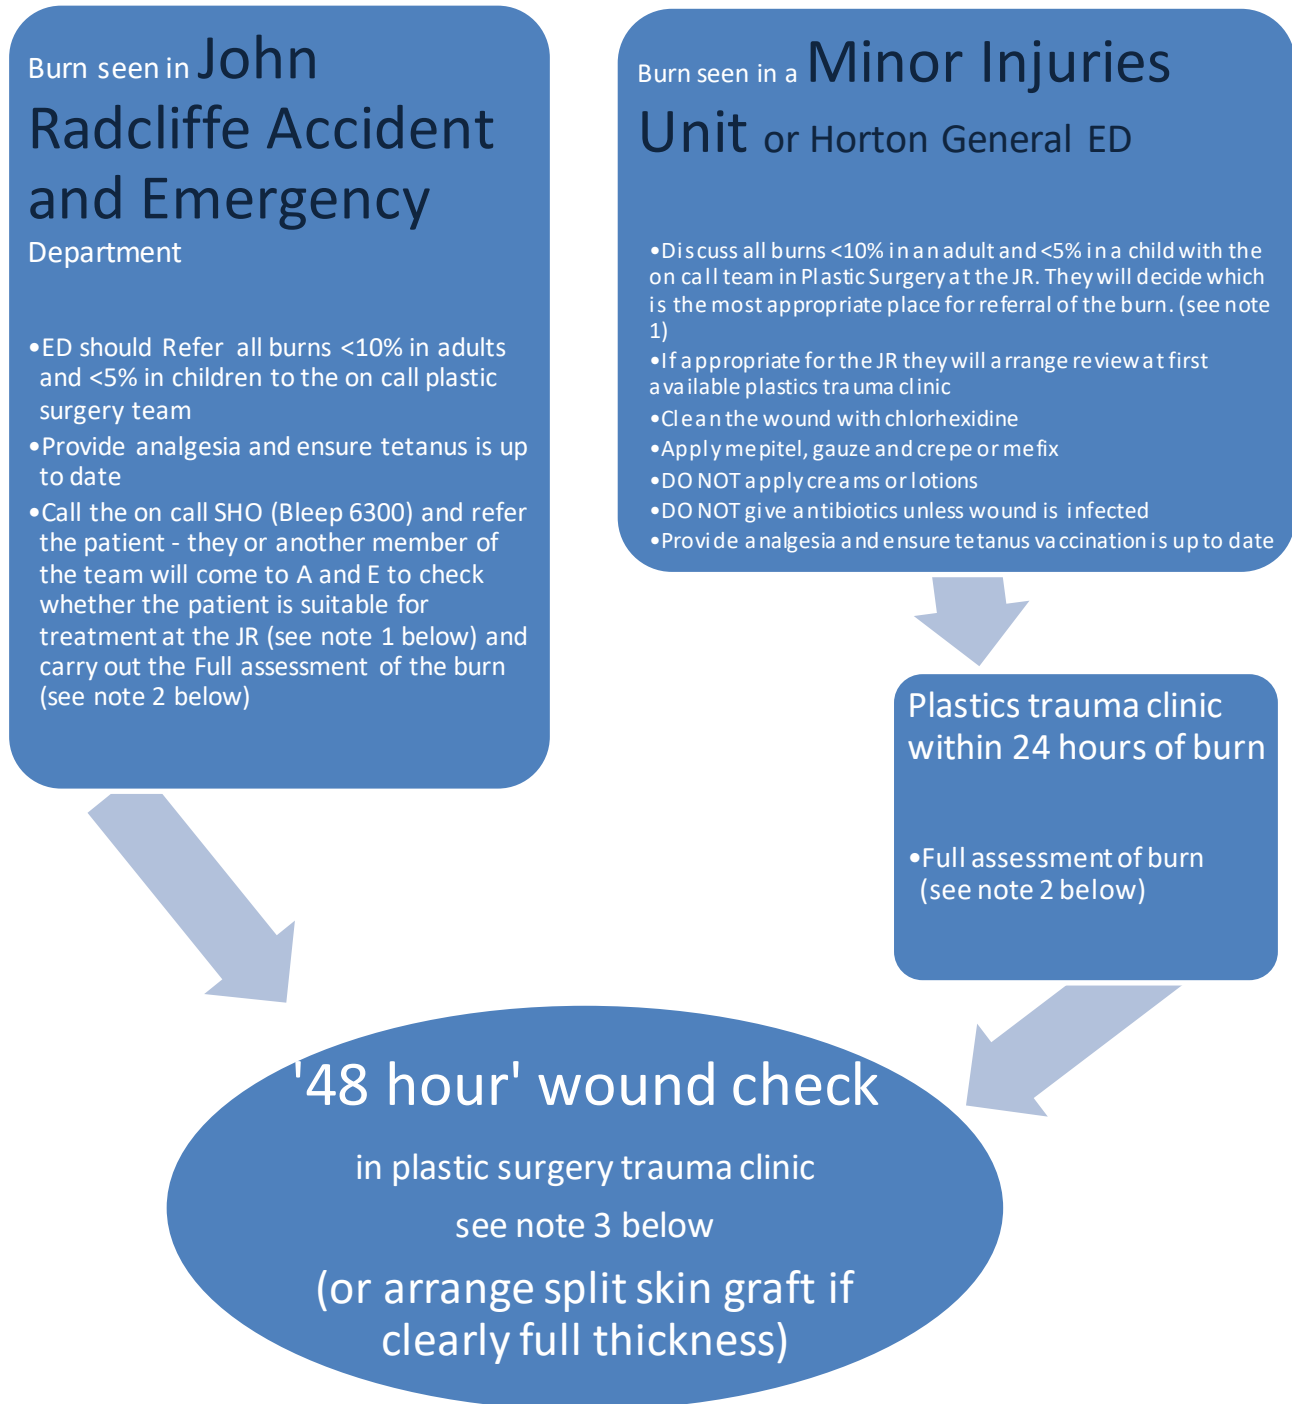 Burn seen in John
Radcliffe Accident
and Emergency
Department
•ED should Refer all burns <10% in adults
and <5% in children to the on call plastic
surgery team
•Provide analgesia and ensure tetanus is up
to date
•Call the on call SHO (Bleep 6300) and refer
the patient - they or another member of
the team will come to A and E to check
whether the patient is suitable for
treatment at the JR (see note 1 below) and
carry out the Full assessment of the burn
(see note 2 below)
Burn seen in a Minor Injuries
Unit or Horton General ED
•Discuss all burns <10% in an adult and <5% in a child with the
on call team in Plastic Surgery at the JR. They will decide which
is the most appropriate place for referral of the burn. (see note
1)
•If appropriate for the JR they will arrange review at first
available plastics trauma clinic
•Clean the wound with chlorhexidine
•Apply mepitel, gauze and crepe or mefix
•DO NOT apply creams or lotions
•DO NOT give antibiotics unless wound is infected
•Provide analgesia and ensure tetanus vaccination is up to date
Plastics trauma clinic
within 24 hours of burn
•Full assessment of burn
(see note 2 below)
'48 hour' wound check
in plastic surgery trauma clinic
see note 3 below
(or arrange split skin graft if
clearly full thickness)